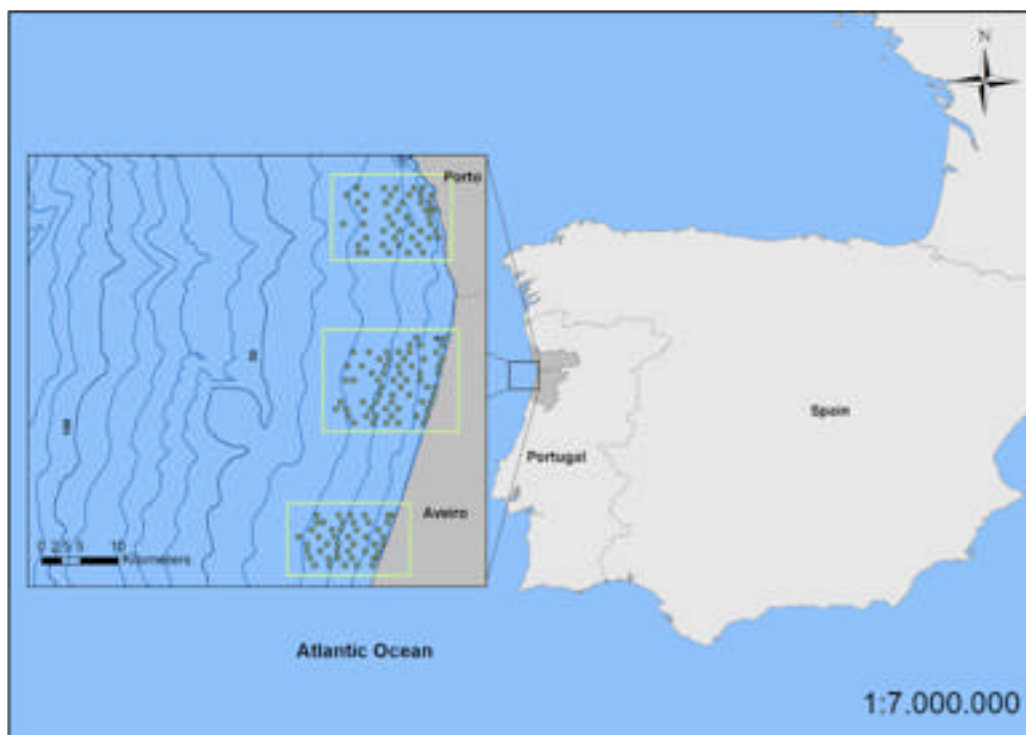 N
Porto
Spain
Portugal
Aveiro
0 2,5 5 10
Kilometers
Atlantic Ocean
1:7.000.000